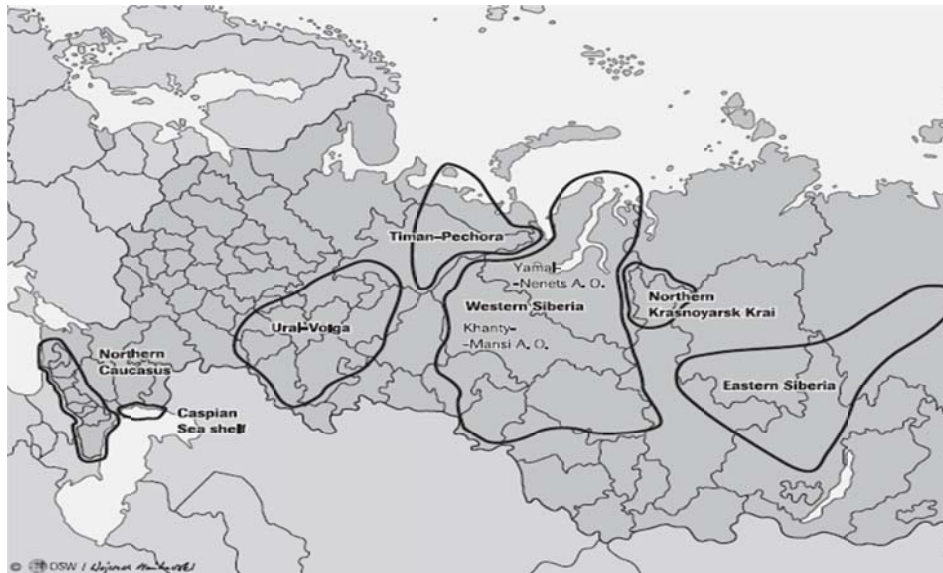 Timan–Pechora
Yamal-
-Nenets A. O.
Western Siberia
Khanty-
-Mansi A. O.
Northern
Krasnoyarsk Krai
Ural–Volga
Eastern Siberia
Northern
Caucasus
Caspian
Sea shelf
© OSW /